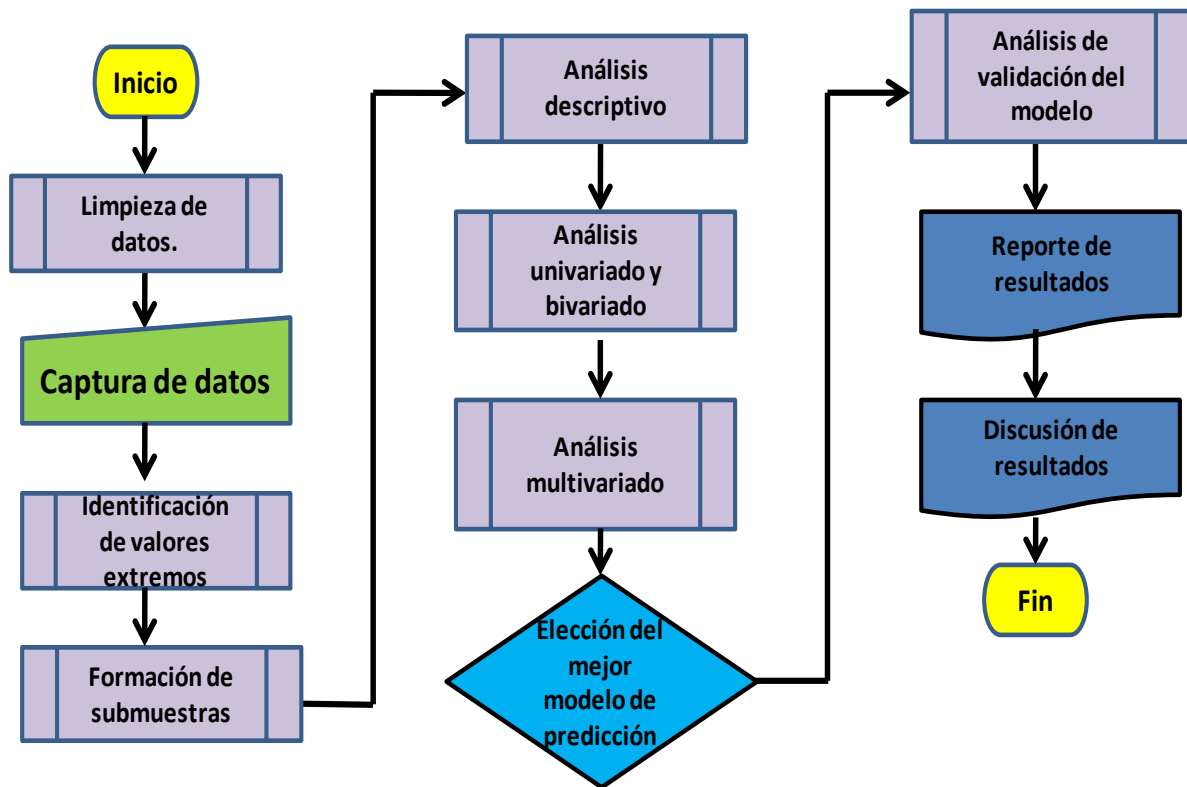 Inicio
Limpieza de
datos.
Captura de datos
Identificación
de valores
extremos
Formación de
submuestras
Análisis
descriptivo
Análisis
univariado y
bivariado
Análisis
multivariado
Elección del
mejor
modelo de
predicción
Análisis de
validación del
modelo
Reporte de
resultados
Discusión de
resultados
Fin